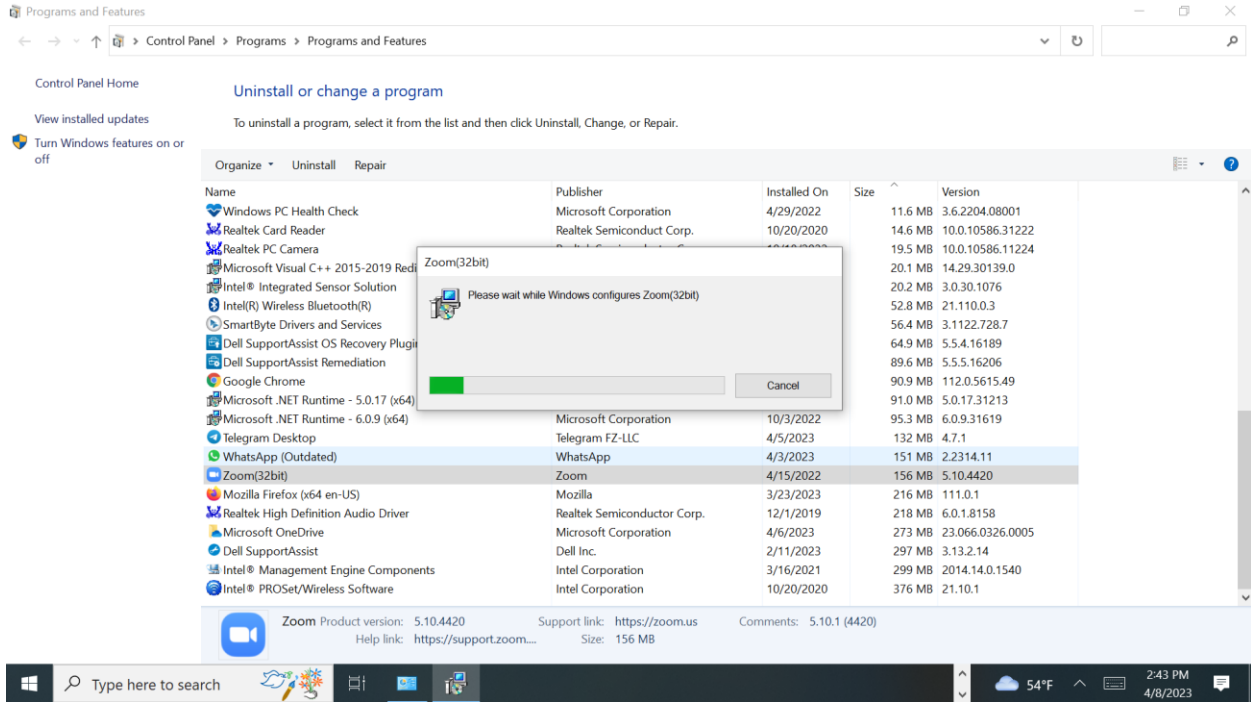 Programs and Features
Control Panel > Programs > Programs and Features
Control Panel Home
View installed updates
Turn Windows features on or
off
Uninstall or change a program
To uninstall a program, select it from the list and then click Uninstall, Change, or Repair.
Organize Uninstall Repair
Name Publisher Installed On Size Version
Windows PC Health Check Microsoft Corporation 4/29/2022 11.6 MB 3.6.2204.08001
Realtek Card Reader Realtek Semiconduct Corp. 10/20/2020 14.6 MB 10.0.10586.31222
Realtek PC Camera 19.5 MB 10.0.10586.11224
Microsoft Visual C++ 2015-2019 Redi 20.1 MB 14.29.30139.0
Intel® Integrated Sensor Solution 20.2 MB 3.0.30.1076
Intel(R) Wireless Bluetooth(R) 52.8 MB 21.110.0.3
SmartByte Drivers and Services 56.4 MB 3.1122.728.7
Dell SupportAssist OS Recovery Plugi 64.9 MB 5.5.4.16189
Dell SupportAssist Remediation 89.6 MB 5.5.5.16206
Google Chrome 90.9 MB 112.0.5615.49
Microsoft .NET Runtime - 5.0.17 (x64) 91.0 MB 5.0.17.31213
Microsoft .NET Runtime - 6.0.9 (x64) Microsoft Corporation 10/3/2022 95.3 MB 6.0.9.31619
Telegram Desktop Telegram FZ-LLC 4/5/2023 132 MB 4.7.1
WhatsApp (Outdated) WhatsApp 4/3/2023 151 MB 2.2314.11
Zoom(32bit) Zoom 4/15/2022 156 MB 5.10.4420
Mozilla Firefox (x64 en-US) Mozilla 3/23/2023 216 MB 111.0.1
Realtek High Definition Audio Driver Realtek Semiconductor Corp. 12/1/2019 218 MB 6.0.1.8158
Microsoft OneDrive Microsoft Corporation 4/6/2023 273 MB 23.066.0326.0005
Dell SupportAssist Dell Inc. 2/11/2023 297 MB 3.13.2.14
Intel® Management Engine Components Intel Corporation 3/16/2021 299 MB 2014.14.0.1540
Intel® PROSet/Wireless Software Intel Corporation 10/20/2020 376 MB 21.10.1
Zoom(32bit)
Please wait while Windows configures Zoom(32bit)
Cancel
Zoom Product version: 5.10.4420 Support link: https://zoom.us Comments: 5.10.1 (4420)
Help link: https://support.zoom.... Size: 156 MB
Type here to search 54°F 2:43 PM
4/8/2023